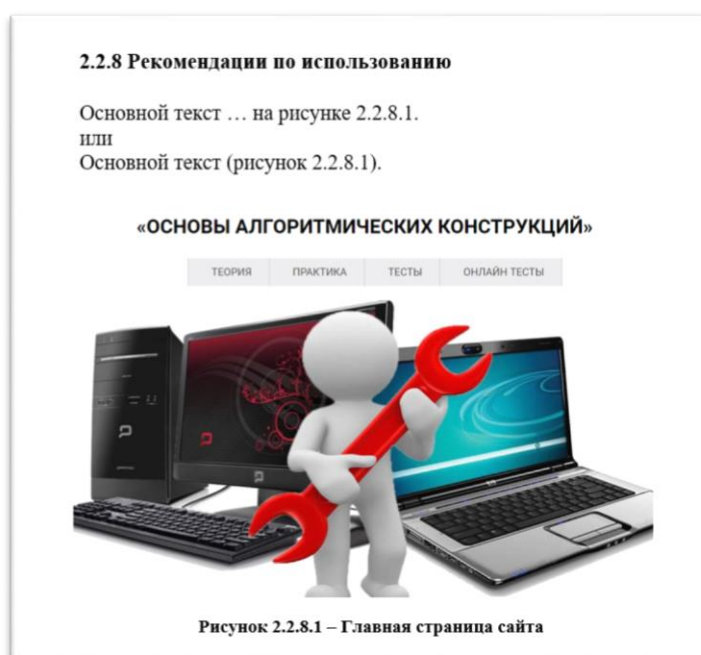 2.2.8 Рекомендации по использованию
Основной текст … на рисунке 2.2.8.1.
или
Основной текст (рисунок 2.2.8.1).
«ОСНОВЫ АЛГОРИТМИЧЕСКИХ КОНСТРУКЦИЙ»
ТЕОРИЯ ПРАКТИКА ТЕСТЫ ОНЛАЙН ТЕСТЫ
Рисунок 2.2.8.1 – Главная страница сайта